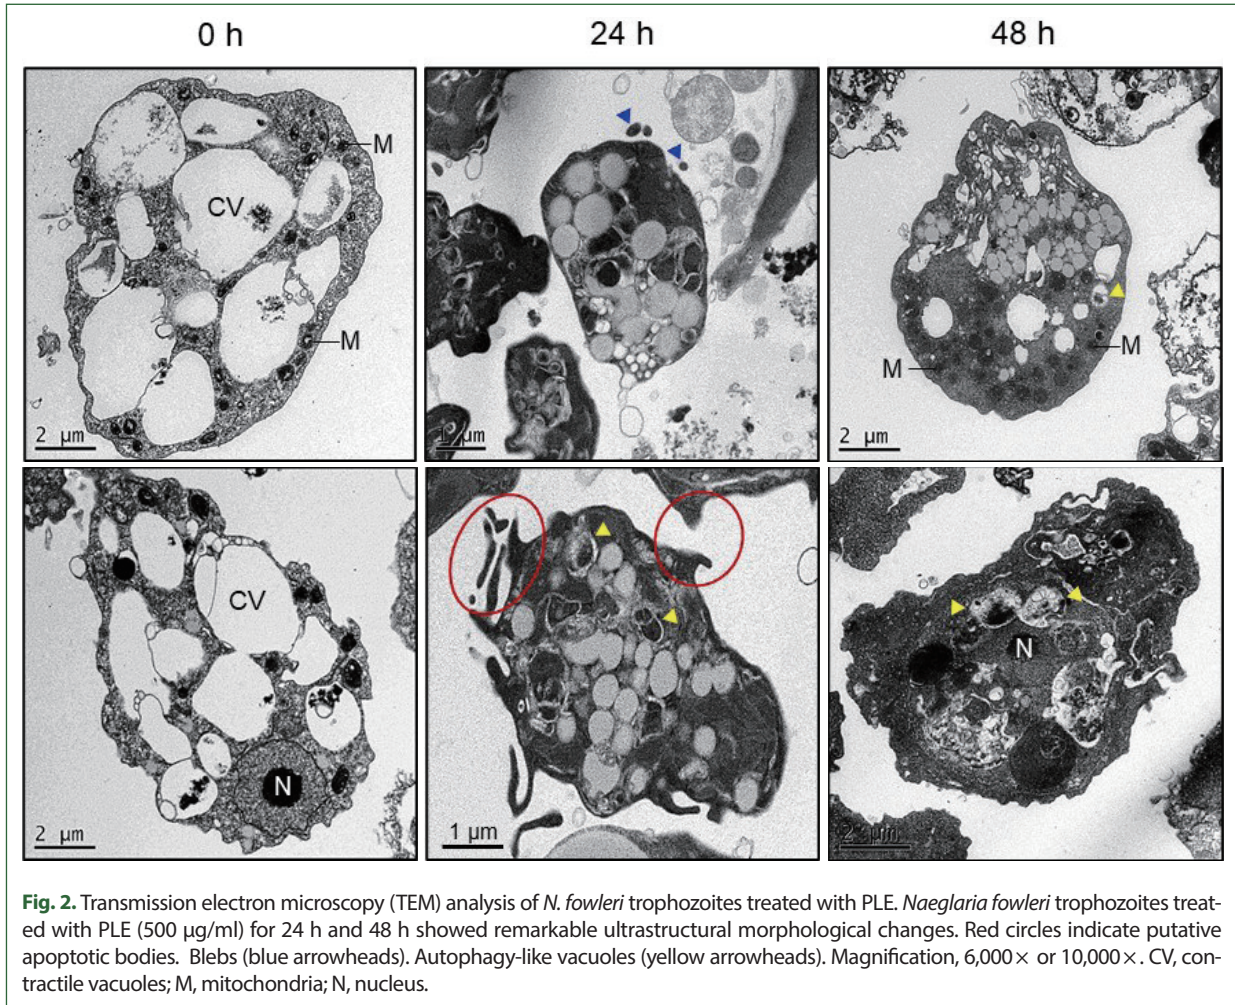 0 h 24 h 48 h
M
CV
M
2 µm
1 µm
M
M
2 µm
CV
N
2 µm
1 µm
N
2 µm
Fig. 2. Transmission electron microscopy (TEM) analysis of N. fowleri trophozoites treated with PLE. Naeglaria fowleri trophozoites treat-
ed with PLE (500 µg/ml) for 24 h and 48 h showed remarkable ultrastructural morphological changes. Red circles indicate putative
apoptotic bodies. Blebs (blue arrowheads). Autophagy-like vacuoles (yellow arrowheads). Magnification, 6,000× or 10,000×. CV, con-
tractile vacuoles; M, mitochondria; N, nucleus.